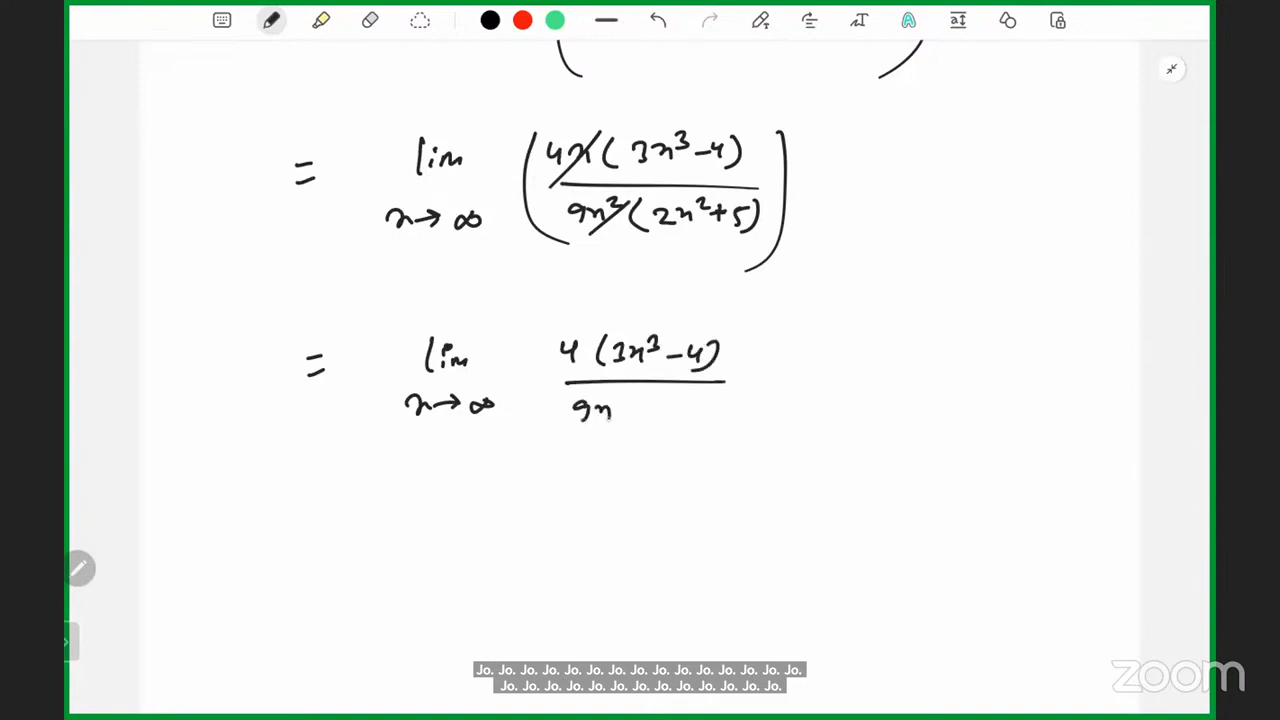 = lim x→∞ (4x(3x³-4) / 9x²(2x²+5))
= lim x→∞ 4(3x³-4) / 9x
Jo. Jo. Jo. Jo. Jo. Jo. Jo. Jo. Jo. Jo. Jo. Jo. Jo. Jo. Jo.
Jo. Jo. Jo. Jo. Jo. Jo. Jo. Jo. Jo. Jo. Jo. Jo. Jo.
zoom